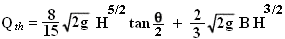 Q_th = 8/15 √2g H^5/2 tan θ/2 + 2/3 √2g B H^3/2